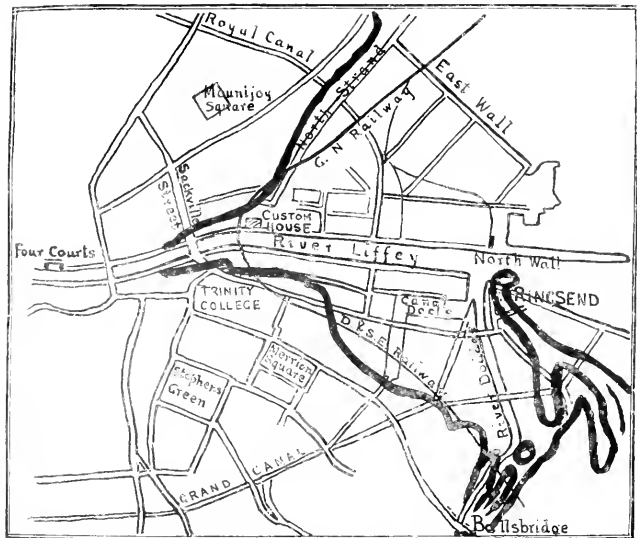 Royal Canal
Mounijoy
Square
North Strand
East Wall
G. N Railway
Sackville
Street
CUSTOM
HOUSE
Four Courts
River Liffey
North Wall
TRINITY
COLLEGE
Canal
Docks
RINGSEND
D & S.E. Railway
Merrion
Square
Stephens
Green
River Dodder
GRAND CANAL
Ballsbridge